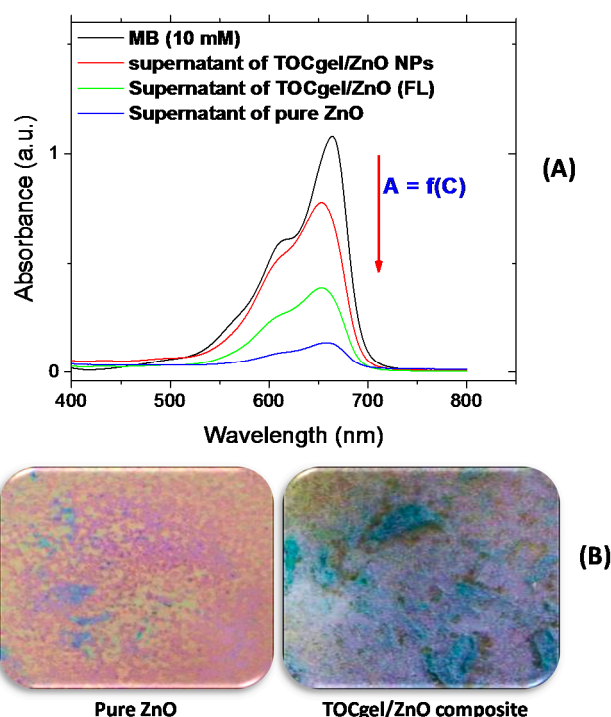 MB (10 mM)
supernatant of TOCgel/ZnO NPs
Supernatant of TOCgel/ZnO (FL)
Supernatant of pure ZnO
1
0
Absorbance (a.u.)
A = f(C)
(A)
400
500
600
700
800
Wavelength (nm)
(B)
Pure ZnO
TOCgel/ZnO composite